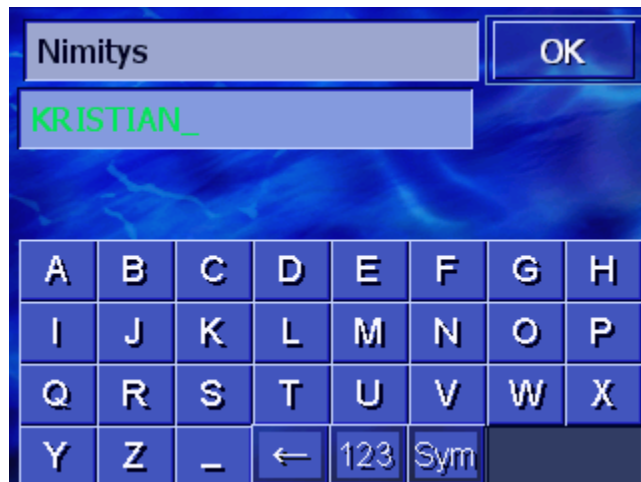 Nimitys OK
KRISTIAN_
A B C D E F G H
I J K L M N O P
Q R S T U V W X
Y Z _ ← 123 Sym